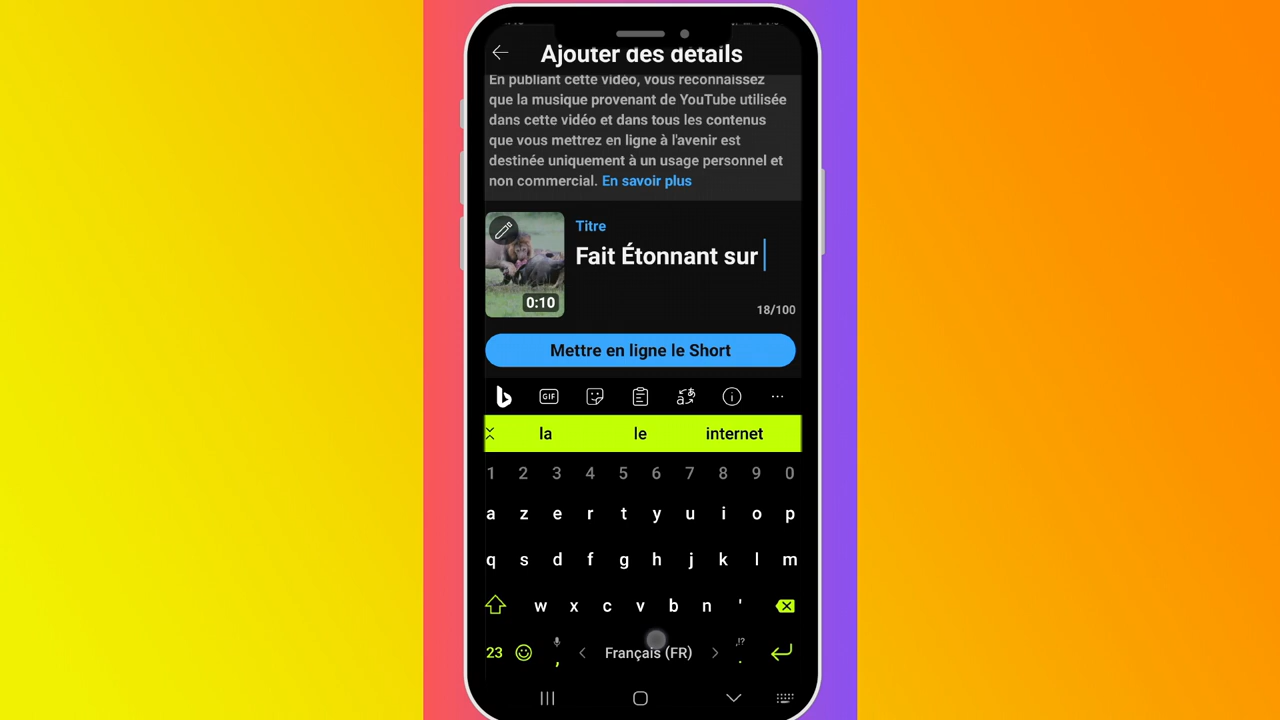 Ajouter des détails
En publiant cette vidéo, vous reconnaissez
que la musique provenant de YouTube utilisée
dans cette vidéo et dans tous les contenus
que vous mettrez en ligne à l'avenir est
destinée uniquement à un usage personnel et
non commercial. En savoir plus
Titre
Fait Étonnant sur
0:10
18/100
Mettre en ligne le Short
GIF
la le internet
1 2 3 4 5 6 7 8 9 0
a z e r t y u i o p
q s d f g h j k l m
w x c v b n '
23 , Français (FR) ,!? .